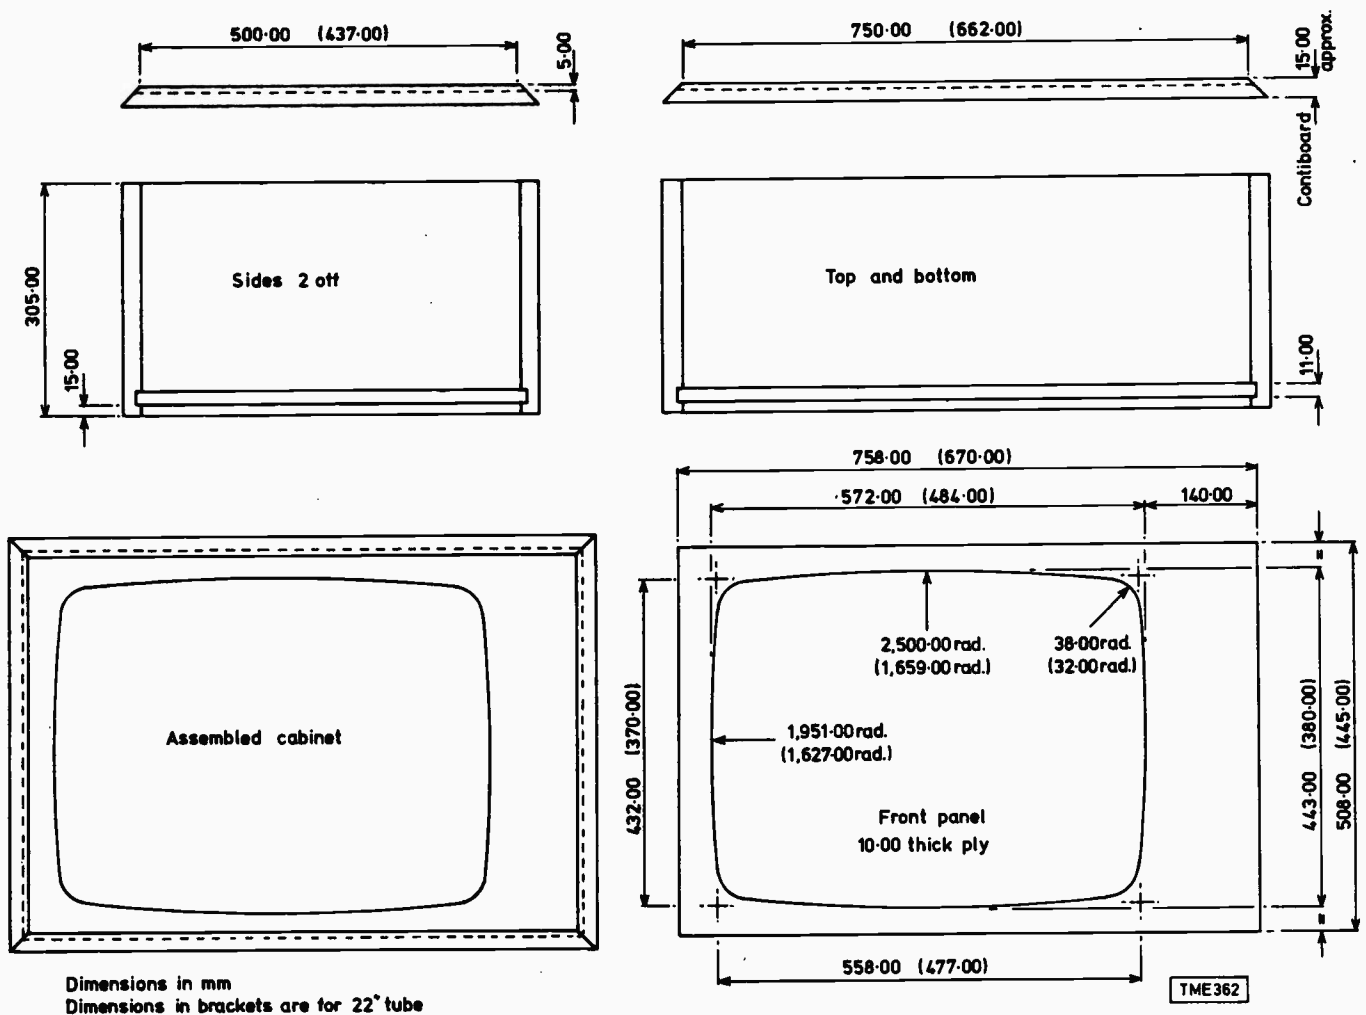 500·00 (437·00)
5·00
750·00 (662·00)
15·00
approx.
Contiboard
305·00
15·00
Sides 2 off
Top and bottom
11·00
758·00 (670·00)
572·00 (484·00)
140·00
=
2,500·00 rad.
(1,659·00 rad.)
38·00 rad.
(32·00 rad.)
432·00 (370·00)
1,951·00 rad.
(1,627·00 rad.)
443·00 (380·00)
508·00 (445·00)
Assembled cabinet
Front panel
10·00 thick ply
=
558·00 (477·00)
Dimensions in mm
Dimensions in brackets are for 22" tube
TME362